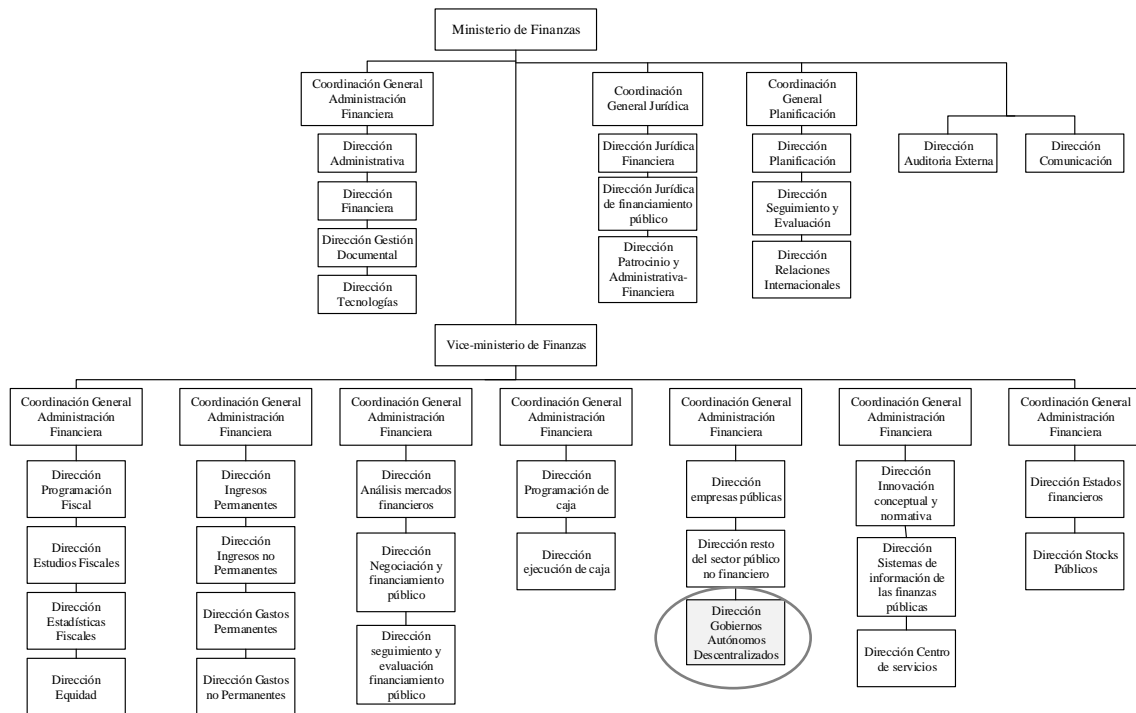 Ministerio de Finanzas
Coordinación General
Administración
Financiera
Dirección
Administrativa
Dirección
Financiera
Dirección Gestión
Documental
Dirección
Tecnologías
Coordinación
General Jurídica
Dirección Jurídica
Financiera
Dirección Jurídica
de financiamiento
público
Dirección
Patrocinio y
Administrativa-
Financiera
Coordinación
General
Planificación
Dirección
Planificación
Dirección
Seguimiento y
Evaluación
Dirección
Relaciones
Internacionales
Dirección
Auditoria Externa
Dirección
Comunicación
Vice-ministerio de Finanzas
Coordinación General
Administración
Financiera
Dirección
Programación
Fiscal
Dirección
Estudios Fiscales
Dirección
Estadísticas
Fiscales
Dirección
Equidad
Coordinación General
Administración
Financiera
Dirección
Ingresos
Permanentes
Dirección
Ingresos no
Permanentes
Dirección Gastos
Permanentes
Dirección Gastos
no Permanentes
Coordinación General
Administración
Financiera
Dirección
Análisis mercados
financieros
Dirección
Negociación y
financiamiento
público
Dirección
seguimiento y
evaluación
financiamiento
público
Coordinación General
Administración
Financiera
Dirección
Programación de
caja
Dirección
ejecución de caja
Coordinación General
Administración
Financiera
Dirección
empresas públicas
Dirección resto
del sector público
no financiero
Dirección
Gobiernos
Autónomos
Descentralizados
Coordinación General
Administración
Financiera
Dirección
Innovación
conceptual y
normativa
Dirección
Sistemas de
información de
las finanzas
públicas
Dirección Centro
de servicios
Coordinación General
Administración
Financiera
Dirección Estados
financieros
Dirección Stocks
Públicos